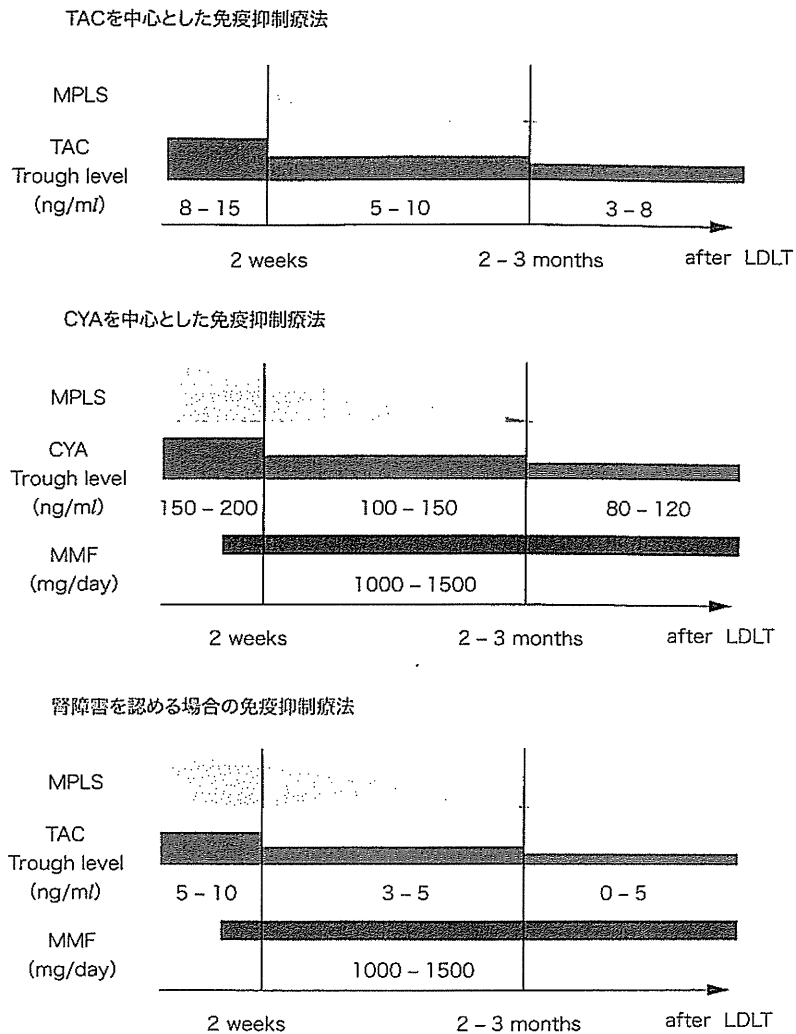 TACを中心とした免疫抑制療法
MPLS
TAC
Trough level
(ng/ml)
8 – 15
5 – 10
3 – 8
2 weeks
2 – 3 months
after LDLT
CYAを中心とした免疫抑制療法
MPLS
CYA
Trough level
(ng/ml)
150 – 200
100 – 150
80 – 120
MMF
(mg/day)
1000 – 1500
2 weeks
2 – 3 months
after LDLT
腎障害を認める場合の免疫抑制療法
MPLS
TAC
Trough level
(ng/ml)
5 – 10
3 – 5
0 – 5
MMF
(mg/day)
1000 – 1500
2 weeks
2 – 3 months
after LDLT